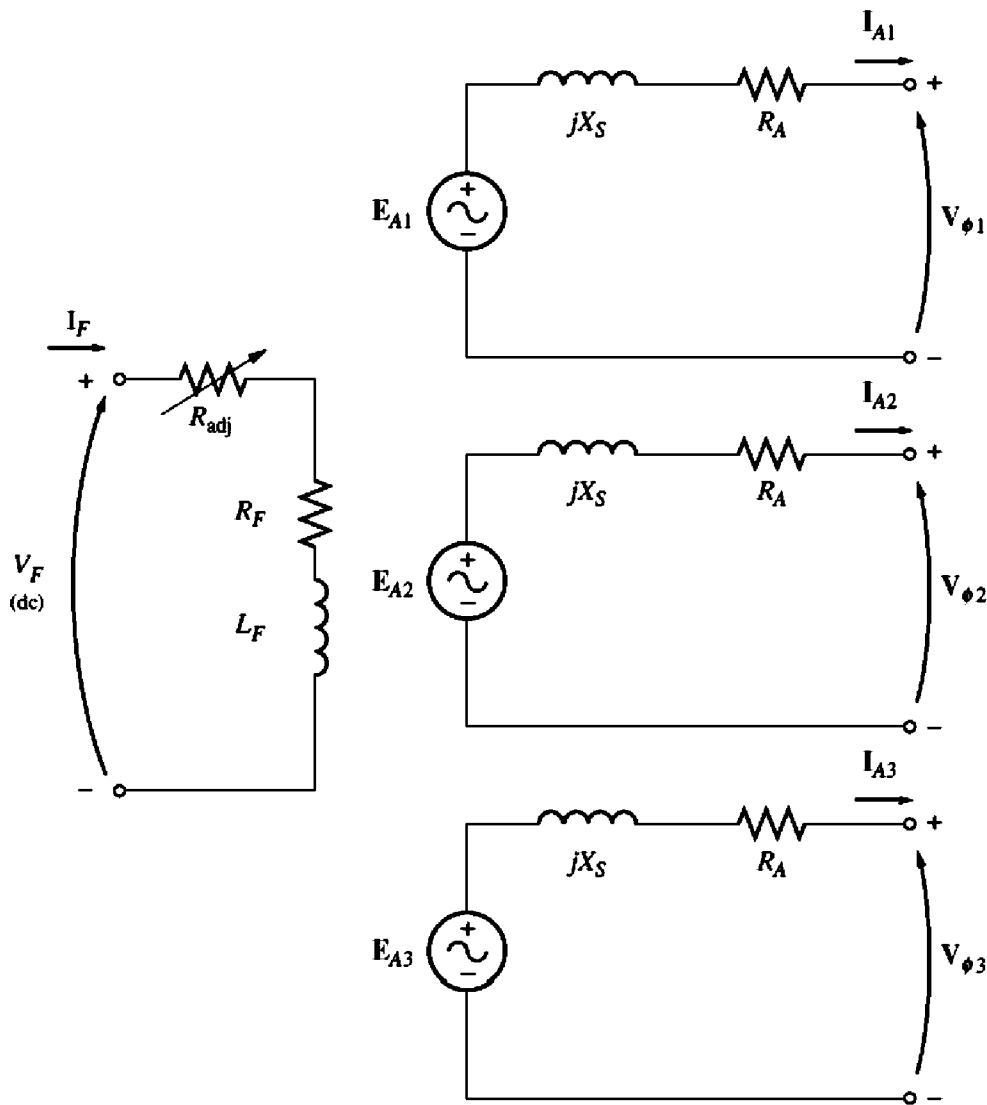 I_A1
+
jX_S
R_A
+
E_A1
−
V_ϕ1
−
I_F
+
R_adj
R_F
V_F
(dc)
L_F
−
I_A2
+
jX_S
R_A
+
E_A2
−
V_ϕ2
−
I_A3
+
jX_S
R_A
+
E_A3
−
V_ϕ3
−